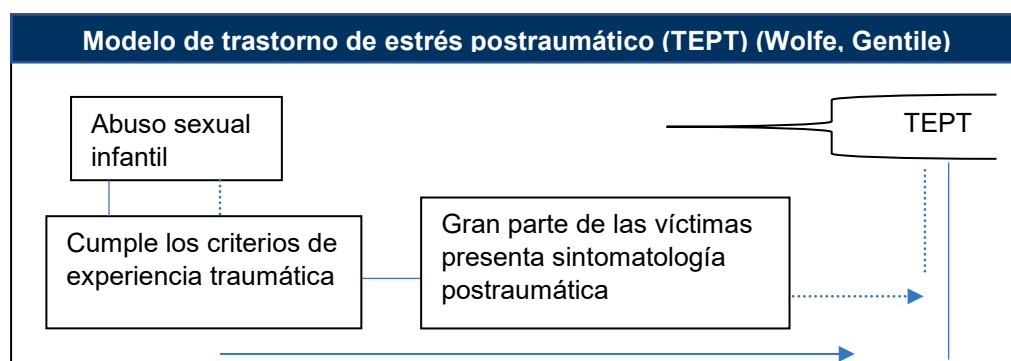 Modelo de trastorno de estrés postraumático (TEPT) (Wolfe, Gentile)
Abuso sexual
infantil
TEPT
Cumple los criterios de
experiencia traumática
Gran parte de las víctimas
presenta sintomatología
postraumática